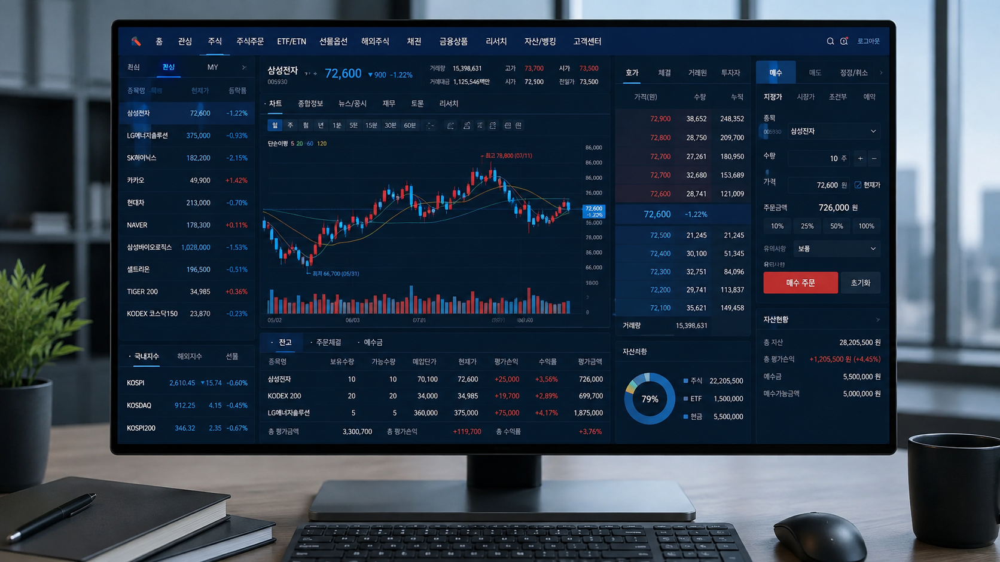 홈 관심 주식 주식주문 ETF/ETN 선물옵션 해외주식 채권 금융상품 리서치 자산/뱅킹 고객센터 로그아웃
관심 MY
종목명 현재가 등락률
삼성전자 72,600 -1.22%
LG에너지솔루션 375,000 -0.93%
SK하이닉스 182,200 -2.15%
카카오 49,900 +1.42%
현대차 213,000 -0.70%
NAVER 178,300 +0.11%
삼성바이오로직스 1,028,000 -1.53%
셀트리온 196,500 -0.51%
TIGER 200 34,985 +0.36%
KODEX 코스닥150 23,870 -0.23%
국내지수 해외지수 선물
KOSPI 2,610.45 ▼15.74 -0.60%
KOSDAQ 912.25 4.15 -0.45%
KOSPI200 346.32 2.35 -0.67%
삼성전자 72,600 ▼900 -1.22%
005930
거래량 15,398,631 고가 73,700 시가 73,500
거래대금 1,125,546백만 시가 72,100 전일가 73,500
차트 종합정보 뉴스/공시 재무 토론 리서치
일 주 월 년 1분 5분 15분 30분 60분
단순이평 5 20 60 120
최고 78,800 (07/11)
최저 66,700 (05/31)
86,000
86,000
86,000
36,000
72,600
-1.22%
35,000
28,000
86,000
66,000
9800
0
05/02 06/03
잔고 주문체결 예수금
종목명 보유수량 가능수량 매입단가 현재가 평가손익 수익률 평가금액
삼성전자 10 10 70,100 72,600 +25,000 +3,56% 726,000
KODEX 200 20 20 34,000 34,985 +19,700 +2,89% 699,700
LG애너지솔루션 5 5 360,000 375,000 +75,000 +4,17% 1,875,000
총 평가금액 3,300,700 총 평가손익 +119,700 총 수익률 +3,76%
호가 체결 거레원 투자자
가격(원) 수량 누적
72,900 38,652 248,352
72,800 28,750 209,700
72,700 27,261 180,950
72,700 32,680 153,689
72,600 28,741 121,009
72,600 -1,22%
72,500 21,245 21,245
72,400 30,100 51,345
72,300 32,751 84,096
72,200 29,741 113,837
72,100 35,621 149,458
거래량 15,398,631
79%
주식 22,205,500
ETF 1,500,000
현금 5,500,000
매수 매도 정정/취소
지정가 시장가 조건부 예약
종목
삼성전자
수량 10 주 + −
가격 72,600 원 현재가
주문금액 726,000 원
10% 25% 50% 100%
유의사항 보품
매수 주문 초기화
자산현황
총 자산 28,205,500 원
총 평가손익 +1,205,500 원 (+4,45%)
예수금 5,500,000 원
매수가능금액 5,000,000 원